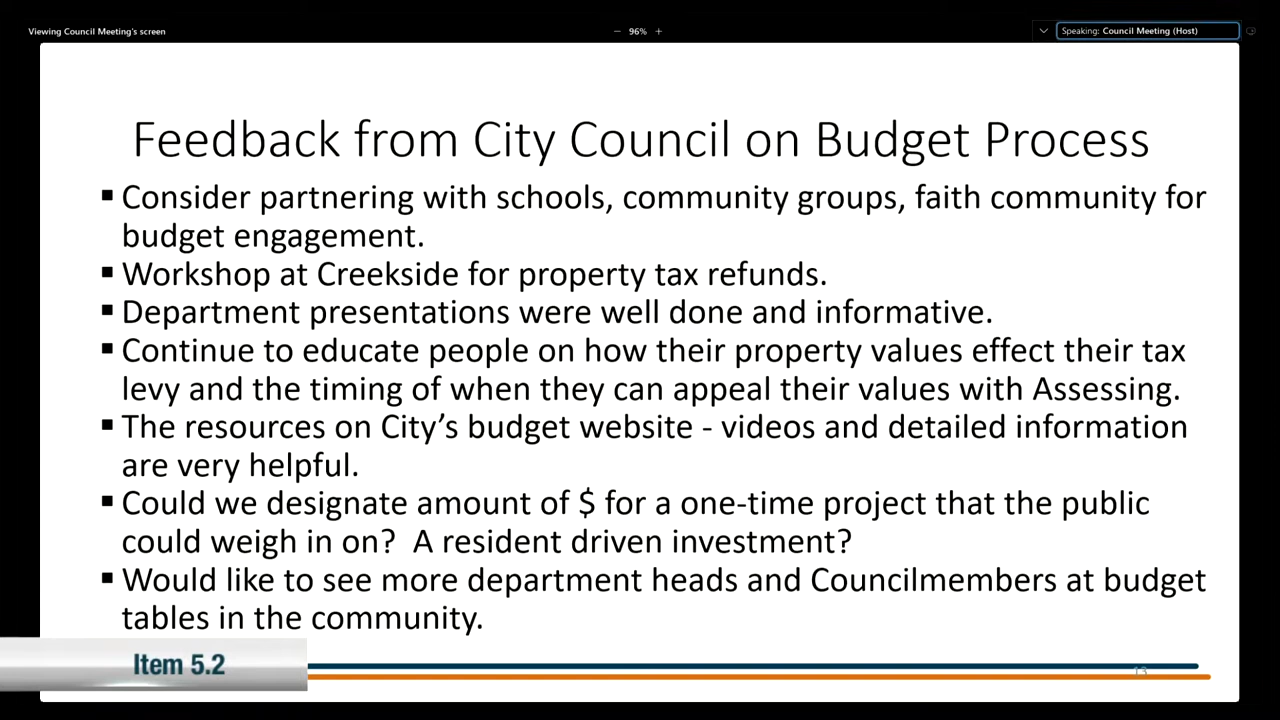 Viewing Council Meeting's screen
− 96% +
Speaking: Council Meeting (Host)
Feedback from City Council on Budget Process
▪ Consider partnering with schools, community groups, faith community for
budget engagement.
▪ Workshop at Creekside for property tax refunds.
▪ Department presentations were well done and informative.
▪ Continue to educate people on how their property values effect their tax
levy and the timing of when they can appeal their values with Assessing.
▪ The resources on City's budget website - videos and detailed information
are very helpful.
▪ Could we designate amount of $ for a one-time project that the public
could weigh in on?  A resident driven investment?
▪ Would like to see more department heads and Councilmembers at budget
tables in the community.
Item 5.2